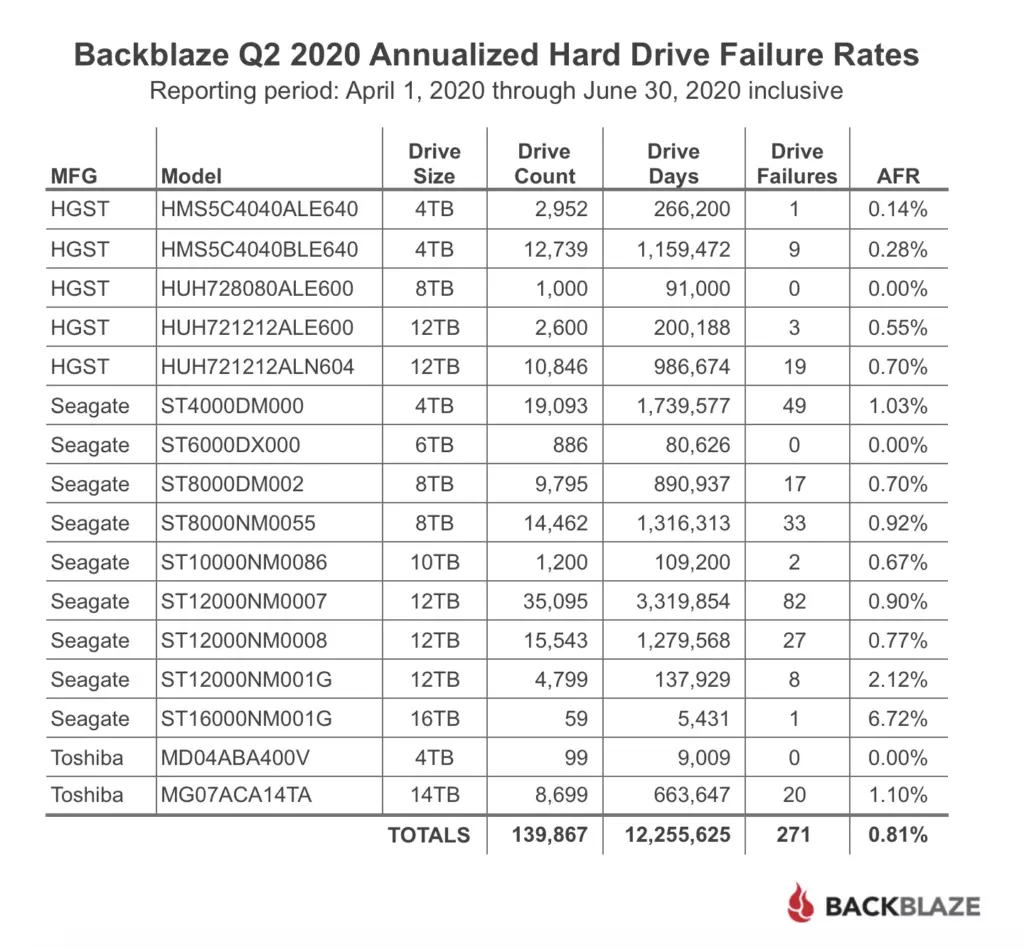 Backblaze Q2 2020 Annualized Hard Drive Failure Rates
Reporting period: April 1, 2020 through June 30, 2020 inclusive
MFG Model Drive Size Drive Count Drive Days Drive Failures AFR
HGST HMS5C4040ALE640 4TB 2,952 266,200 1 0.14%
HGST HMS5C4040BLE640 4TB 12,739 1,159,472 9 0.28%
HGST HUH728080ALE600 8TB 1,000 91,000 0 0.00%
HGST HUH721212ALE600 12TB 2,600 200,188 3 0.55%
HGST HUH721212ALN604 12TB 10,846 986,674 19 0.70%
Seagate ST4000DM000 4TB 19,093 1,739,577 49 1.03%
Seagate ST6000DX000 6TB 886 80,626 0 0.00%
Seagate ST8000DM002 8TB 9,795 890,937 17 0.70%
Seagate ST8000NM0055 8TB 14,462 1,316,313 33 0.92%
Seagate ST10000NM0086 10TB 1,200 109,200 2 0.67%
Seagate ST12000NM0007 12TB 35,095 3,319,854 82 0.90%
Seagate ST12000NM0008 12TB 15,543 1,279,568 27 0.77%
Seagate ST12000NM001G 12TB 4,799 137,929 8 2.12%
Seagate ST16000NM001G 16TB 59 5,431 1 6.72%
Toshiba MD04ABA400V 4TB 99 9,009 0 0.00%
Toshiba MG07ACA14TA 14TB 8,699 663,647 20 1.10%
TOTALS 139,867 12,255,625 271 0.81%
BACKBLAZE